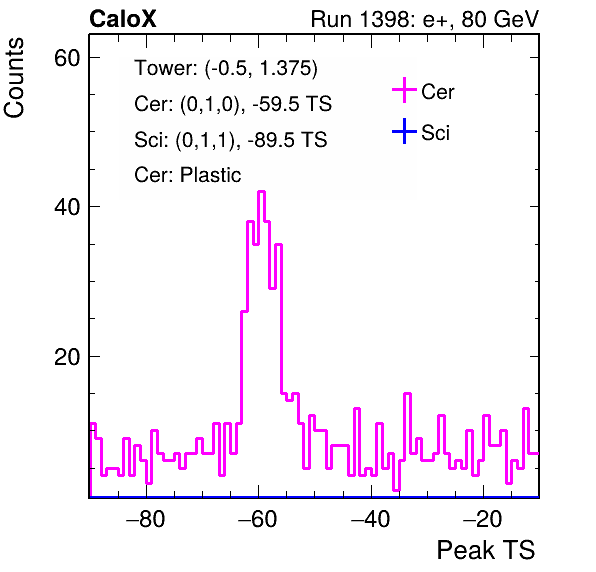 CaloX Run 1398: e+, 80 GeV
Counts
60
40
20
Tower: (-0.5, 1.375)
Cer: (0,1,0), -59.5 TS
Sci: (0,1,1), -89.5 TS
Cer: Plastic
Cer
Sci
−80 −60 −40 −20
Peak TS